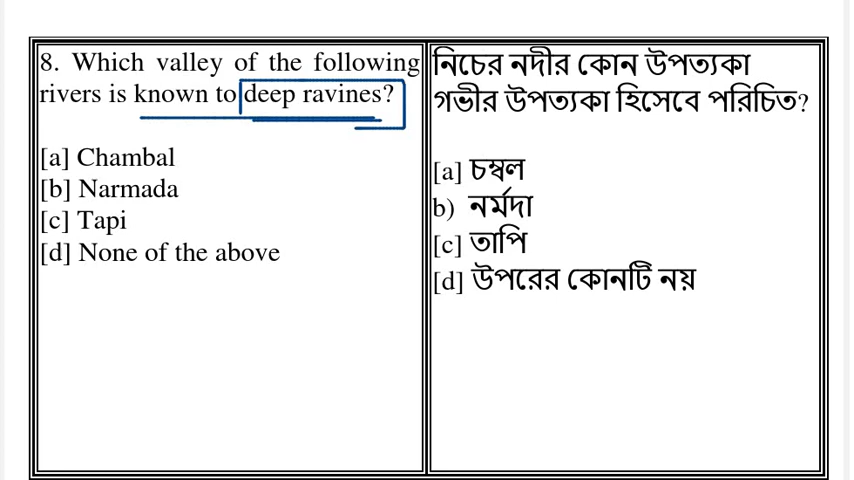 8. Which valley of the following
rivers is known to deep ravines?
[a] Chambal
[b] Narmada
[c] Tapi
[d] None of the above
নিচের নদীর কোন উপত্যকা
গভীর উপত্যকা হিসেবে পরিচিত?
[a] চম্বল
b) নর্মদা
[c] তাপি
[d] উপরের কোনটি নয়